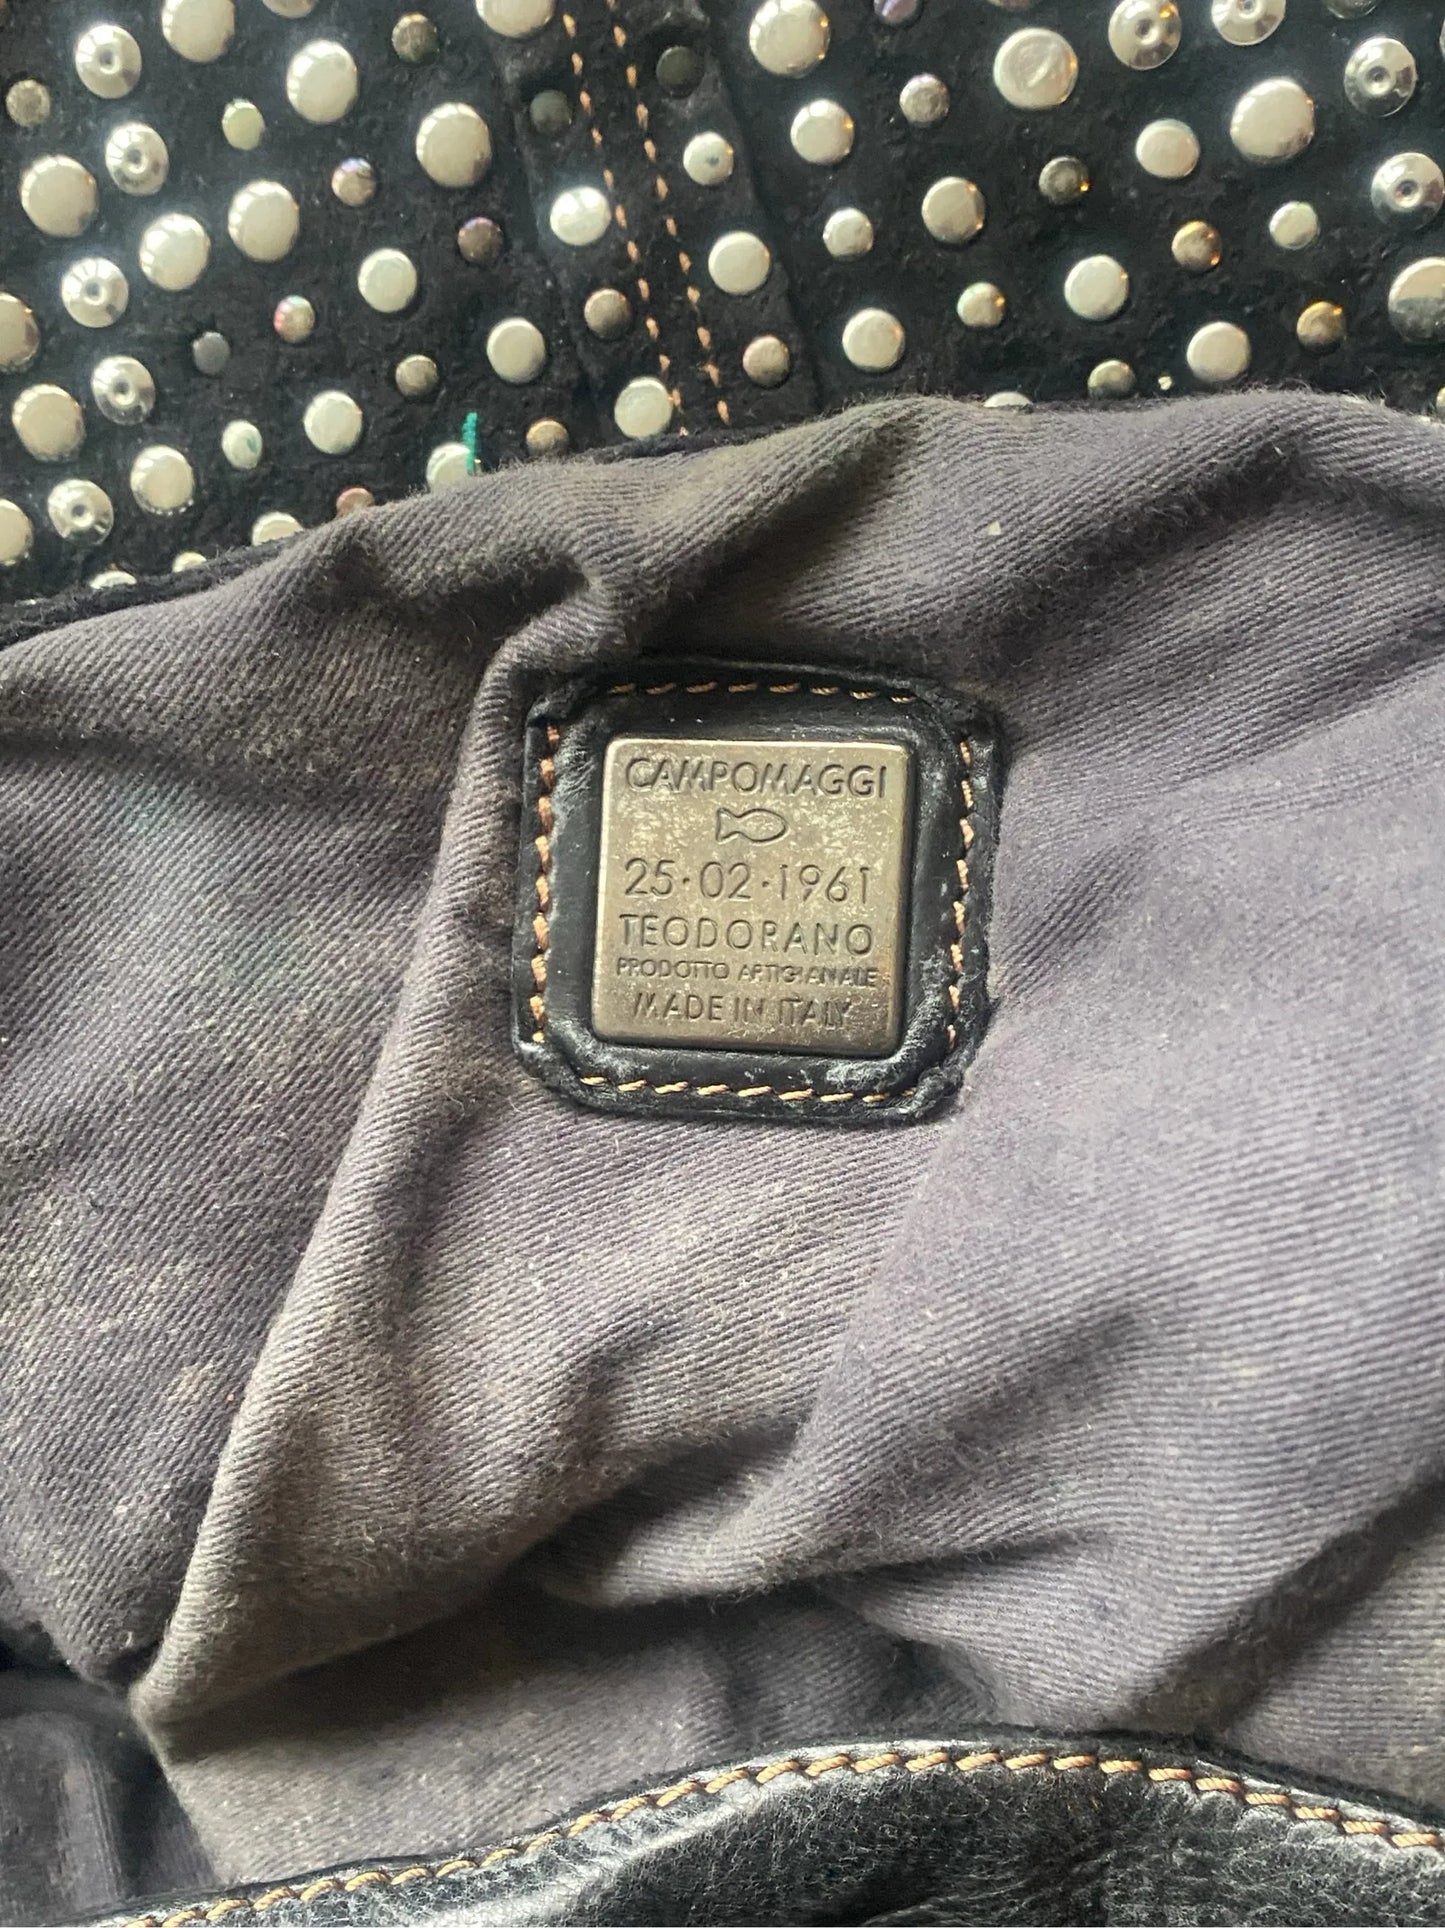 CAMPOMAGGI
25·02·1961
TEODORANO
PRODOTTO ARTIGIANALE
MADE IN ITALY